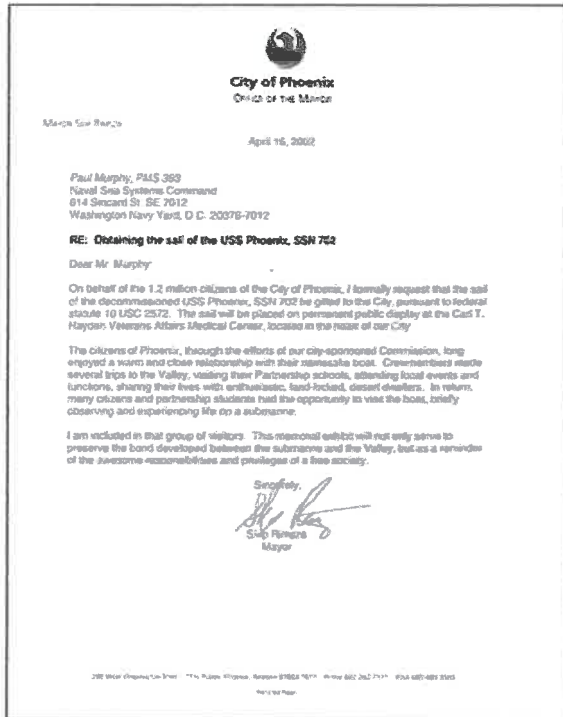 City of Phoenix
OFFICE OF THE MAYOR
April 16, 2002
Paul Murphy, PMS 393
Naval Sea Systems Command
614 Sincard St. SE 7012
Washington Navy Yard, D.C. 20376-7012
RE: Obtaining the sail of the USS Phoenix, SSN 702
Dear Mr. Murphy:
On behalf of the 1.2 million citizens of the City of Phoenix, I formally request that the sail
of the decommissioned USS Phoenix, SSN 702 be gifted to the City, pursuant to federal
statute 10 USC 2572. The sail will be placed on permanent public display at the Carl T.
Hayden Veterans Affairs Medical Center, located in the heart of our City
The citizens of Phoenix, through the efforts of our city-sponsored Commission, long
enjoyed a warm and close relationship with their namesake boat. Crewmembers made
several trips to the Valley, visiting their Partnership schools, attending local events and
functions, sharing their lives with enthusiastic, land-locked, desert dwellers. In return,
many citizens and partnership students had the opportunity to visit the boat, briefly
observing and experiencing life on a submarine.
I am included in that group of visitors. This memorial exhibit will not only serve to
preserve the bond developed between the submarine and the Valley, but as a reminder
of the awesome responsibilities and privileges of a free society.
Sincerely,
Mayor